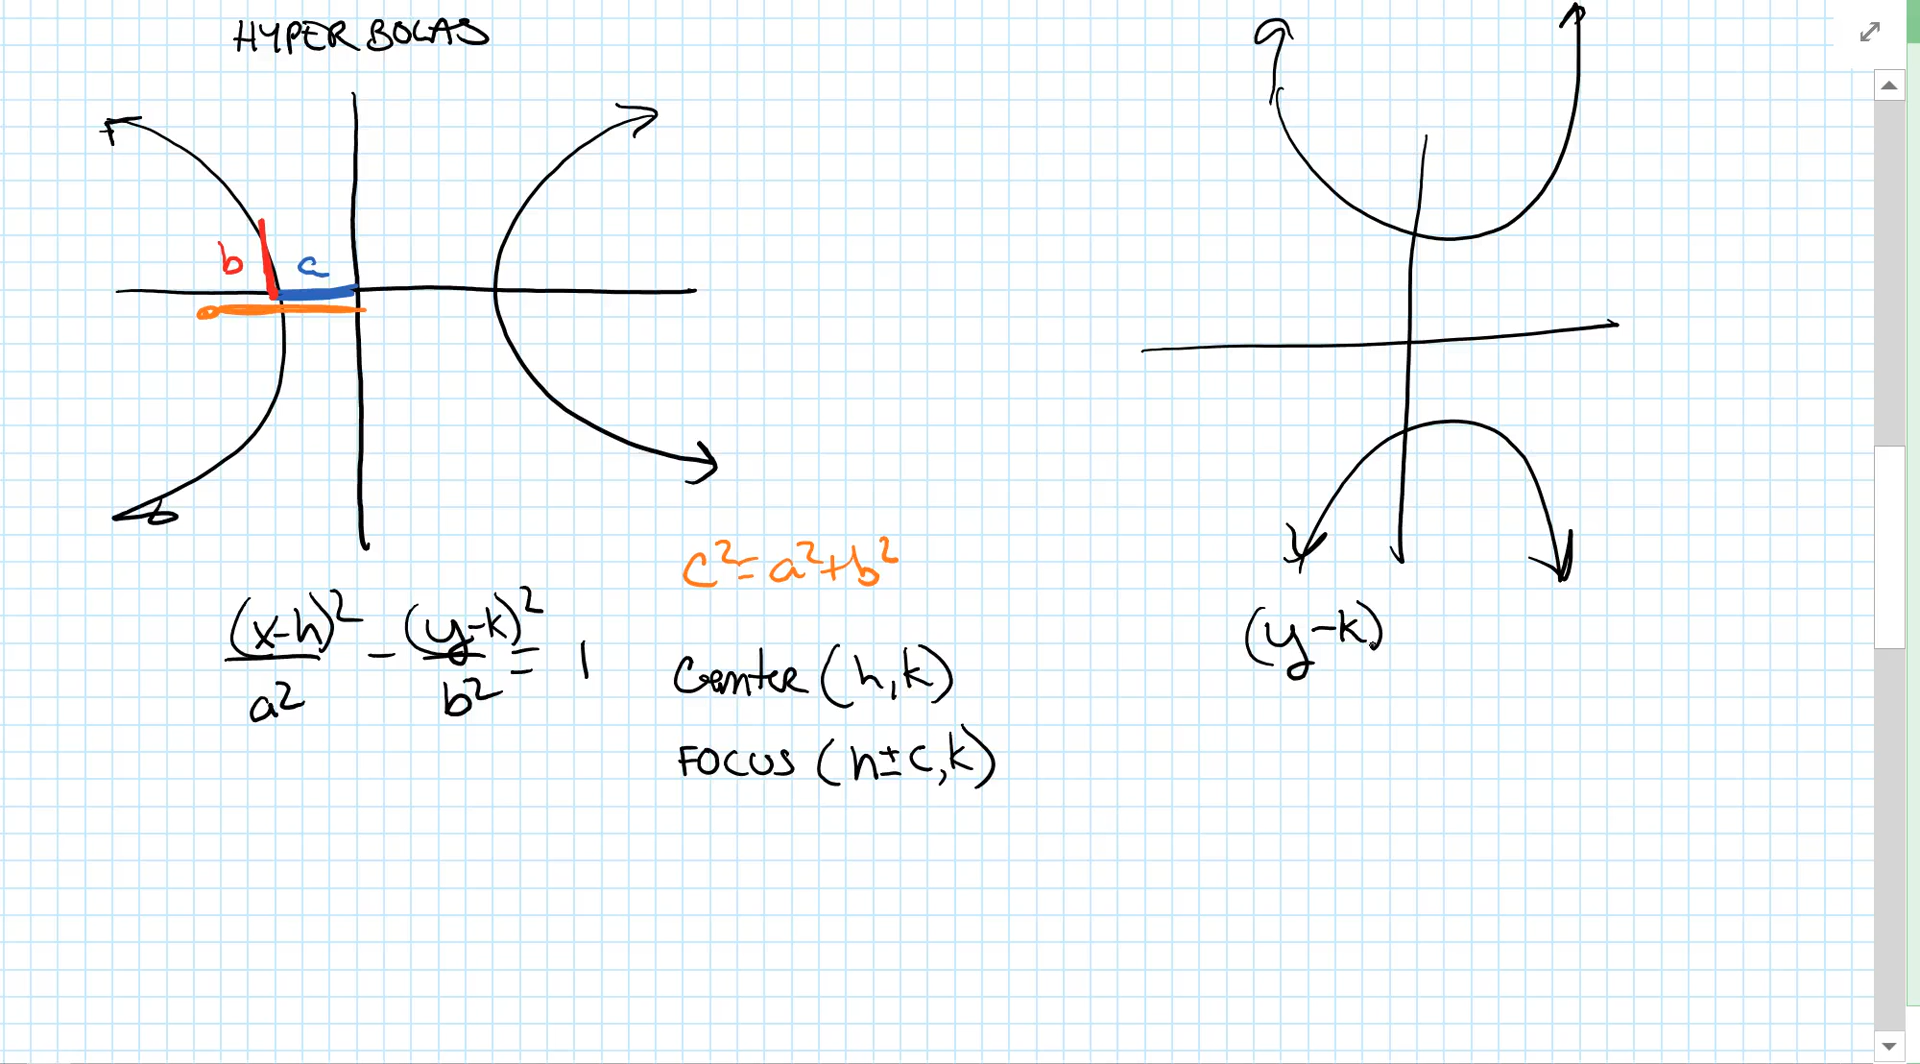 HYPERBOLAS
b a
c²=a²+b²
(x-h)²/a² - (y-k)²/b² = 1
Center (h,k)
FOCUS (h±c,k)
(y-k)